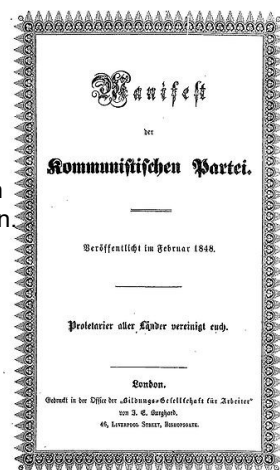 Manifest
der
Kommunistischen Partei.
Veröffentlicht im Februar 1848.
Proletarier aller Länder vereinigt euch.
London.
Gedruckt in der Office der „Bildungs-Gesellschaft für Arbeiter"
von J. E. Burghard.
46, LIVERPOOL STREET, BISHOPSGATE.
n.